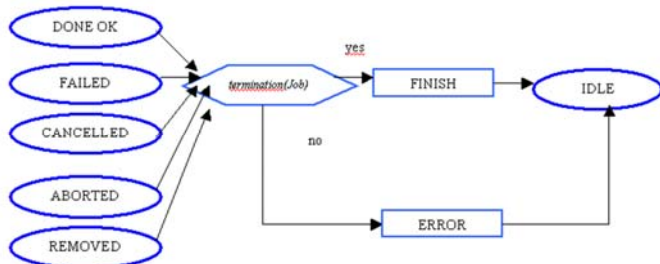 DONE OK
yes
FAILED
termination(Job)
FINISH
IDLE
CANCELLED
no
ABORTED
ERROR
REMOVED